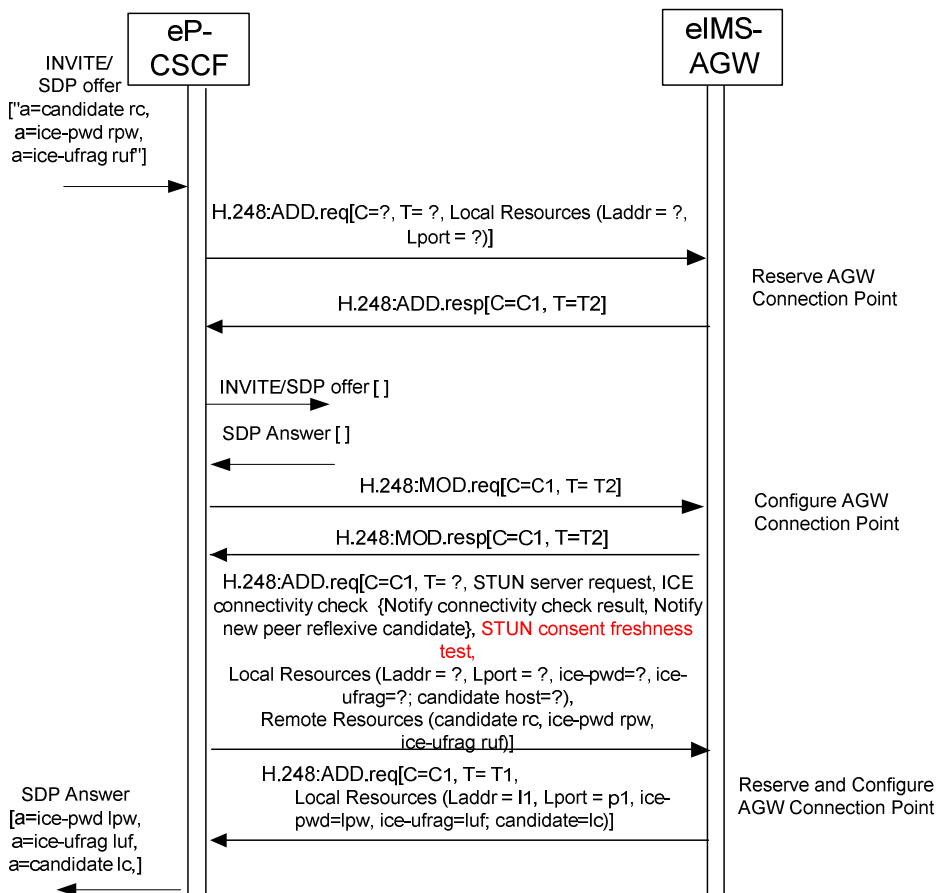 eP-
CSCF
eIMS-
AGW
INVITE/
SDP offer
["a=candidate rc,
a=ice-pwd rpw,
a=ice-ufrag ruf"]
H.248:ADD.req[C=?, T= ?, Local Resources (Laddr = ?,
Lport = ?)]
Reserve AGW
Connection Point
H.248:ADD.resp[C=C1, T=T2]
INVITE/SDP offer [ ]
SDP Answer [ ]
H.248:MOD.req[C=C1, T= T2]
Configure AGW
Connection Point
H.248:MOD.resp[C=C1, T=T2]
H.248:ADD.req[C=C1, T= ?, STUN server request, ICE
connectivity check {Notify connectivity check result, Notify
new peer reflexive candidate}, STUN consent freshness
test,
Local Resources (Laddr = ?, Lport = ?, ice-pwd=?, ice-
ufrag=?; candidate host=?),
Remote Resources (candidate rc, ice-pwd rpw,
ice-ufrag ruf)]
H.248:ADD.req[C=C1, T= T1,
Local Resources (Laddr = l1, Lport = p1, ice-
pwd=lpw, ice-ufrag=luf; candidate=lc)]
Reserve and Configure
AGW Connection Point
SDP Answer
[a=ice-pwd lpw,
a=ice-ufrag luf,
a=candidate lc,]